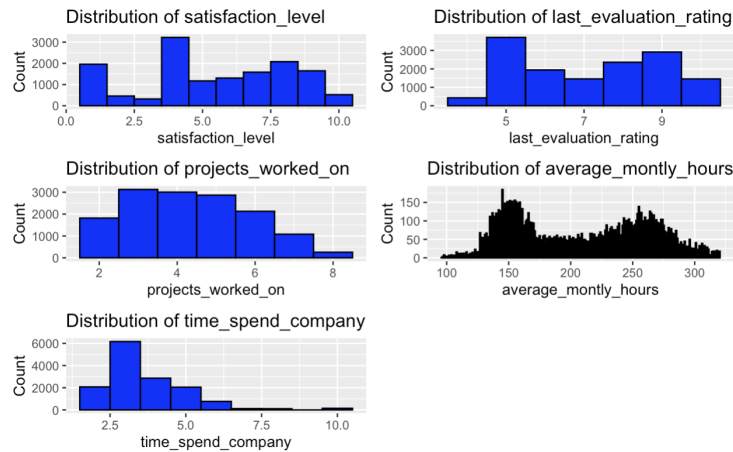 Distribution of satisfaction_level
Count
3000
2000
1000
0
0.0 2.5 5.0 7.5 10.0
satisfaction_level
Distribution of last_evaluation_rating
Count
3000
2000
1000
0
5 7 9
last_evaluation_rating
Distribution of projects_worked_on
Count
3000
2000
1000
0
2 4 6 8
projects_worked_on
Distribution of average_montly_hours
Count
150
100
50
0
100 150 200 250 300
average_montly_hours
Distribution of time_spend_company
Count
6000
4000
2000
0
2.5 5.0 7.5 10.0
time_spend_company